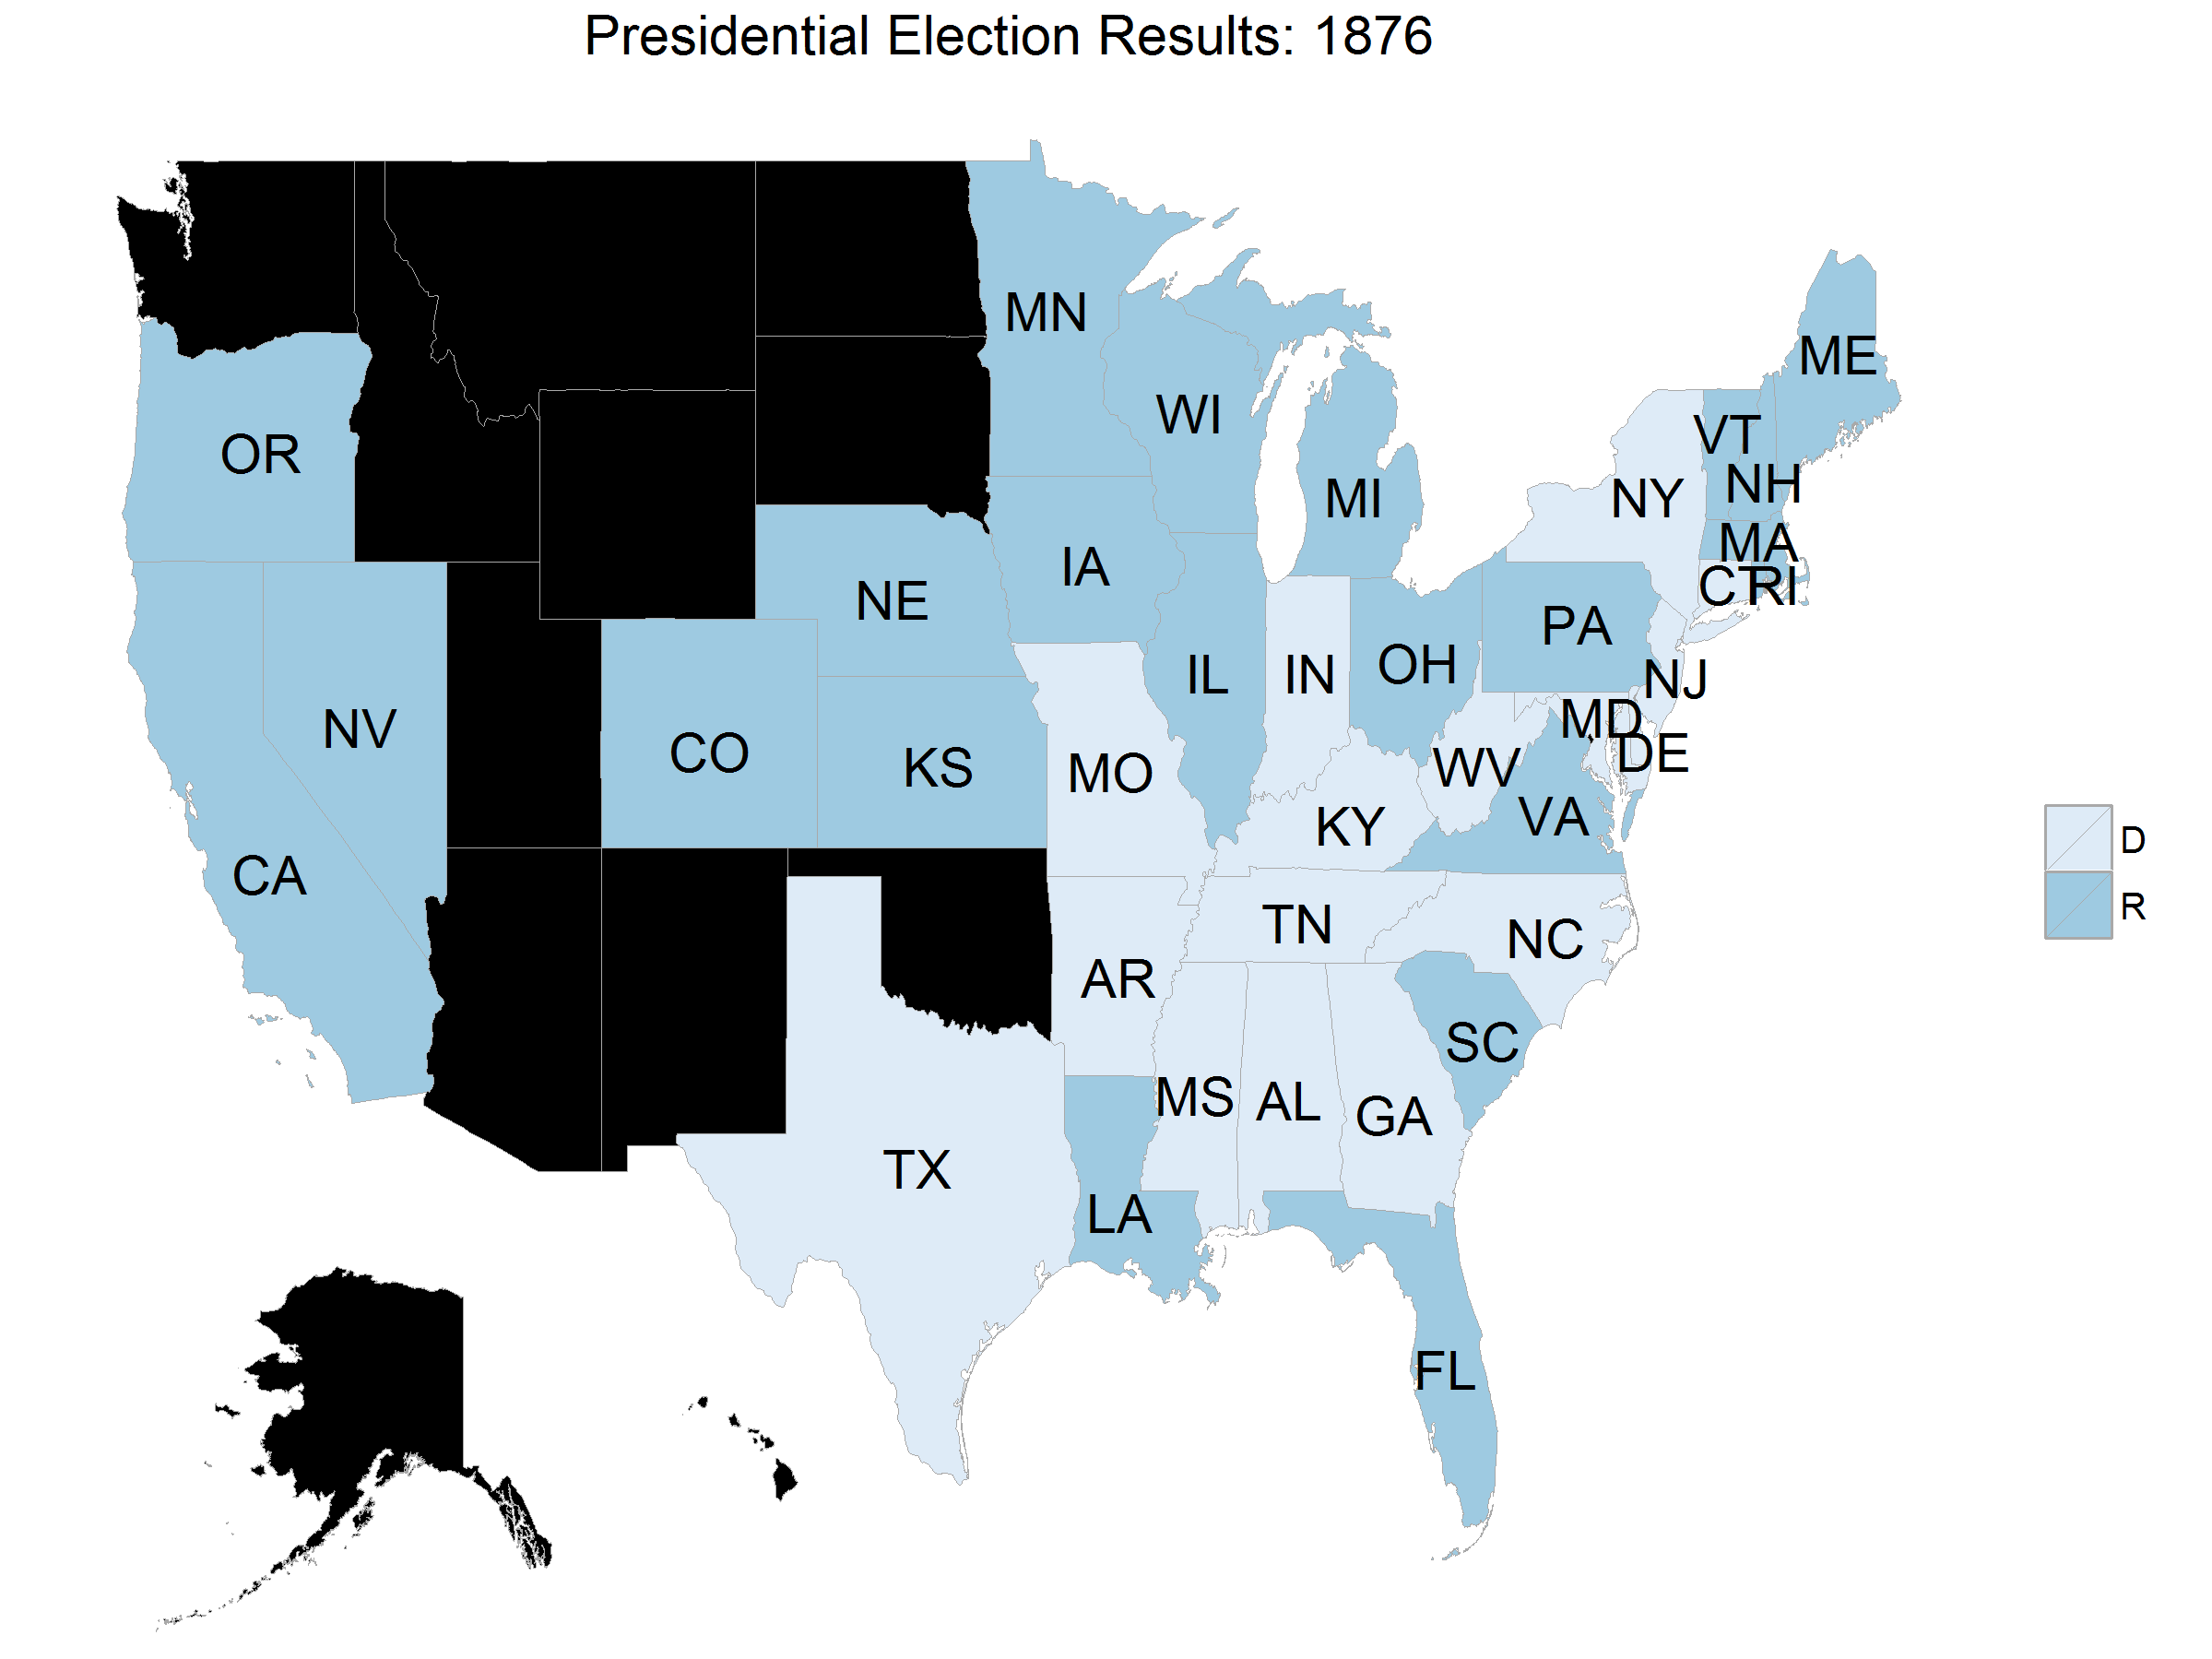 Presidential Election Results: 1876
MN
ME
WI
VT
OR
NH
MI
NY
MA
IA
CT
RI
NE
PA
OH
IL
IN
NJ
MD
NV
CO
DE
KS
WV
MO
VA
KY
D
CA
R
TN
NC
AR
SC
MS
AL
GA
TX
LA
FL